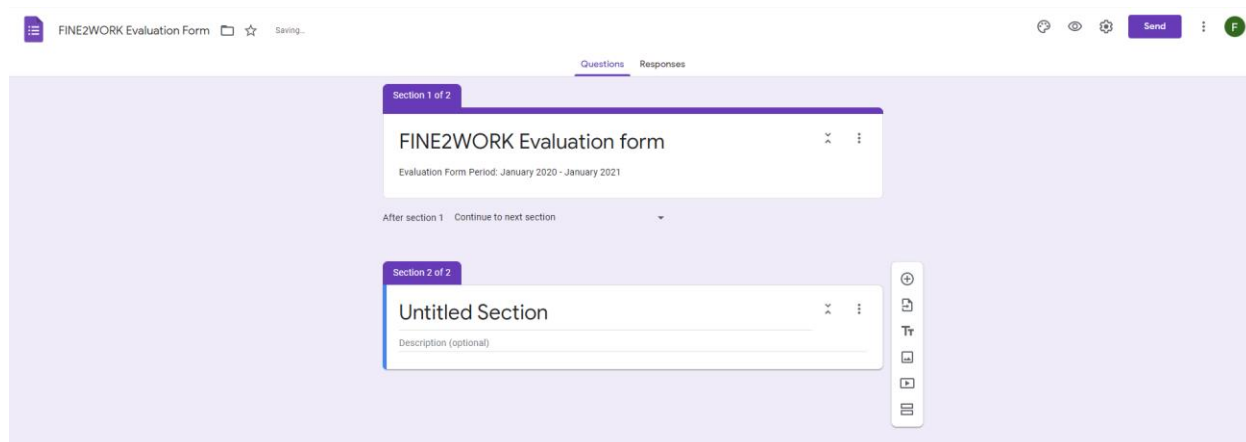 FINE2WORK Evaluation Form Saving... Send F
Questions Responses
Section 1 of 2
FINE2WORK Evaluation form
Evaluation Form Period: January 2020 - January 2021
After section 1 Continue to next section
Section 2 of 2
Untitled Section
Description (optional)
Tт